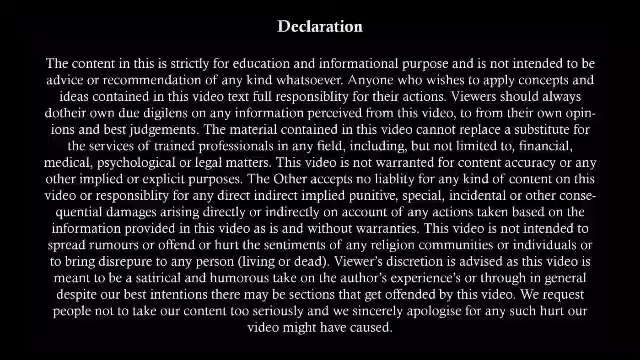 Declaration
The content in this is strictly for education and informational purpose and is not intended to be
advice or recommendation of any kind whatsoever. Anyone who wishes to apply concepts and
ideas contained in this video text full responsiblity for their actions. Viewers should always
dotheir own due digilens on any information perceived from this video, to from their own opin-
ions and best judgements. The material contained in this video cannot replace a substitute for
the services of trained professionals in any field, including, but not limited to, financial,
medical, psychological or legal matters. This video is not warranted for content accuracy or any
other implied or explicit purposes. The Other accepts no liablity for any kind of content on this
video or responsiblity for any direct indirect implied punitive, special, incidental or other conse-
quential damages arising directly or indirectly on account of any actions taken based on the
information provided in this video as is and without warranties. This video is not intended to
spread rumours or offend or hurt the sentiments of any religion communities or individuals or
to bring disrepure to any person (living or dead). Viewer's discretion is advised as this video is
meant to be a satirical and humorous take on the author's experience's or through in general
despite our best intentions there may be sections that get offended by this video. We request
people not to take our content too seriously and we sincerely apologise for any such hurt our
video might have caused.